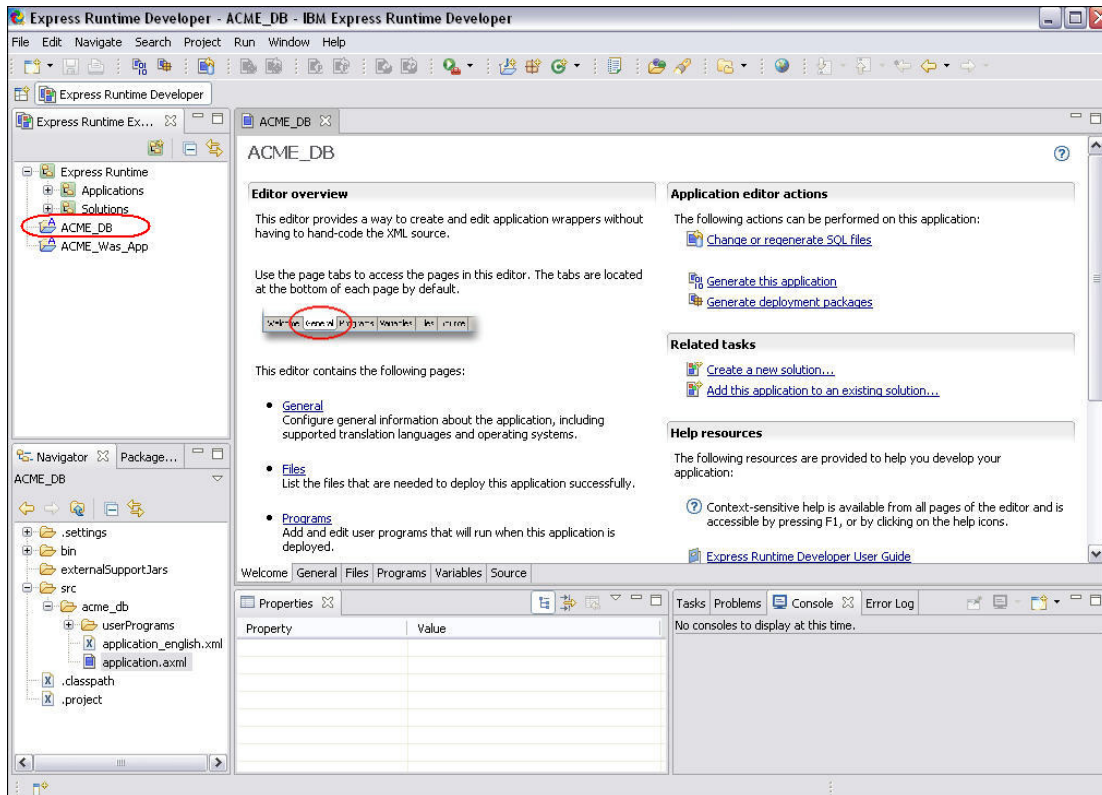 Express Runtime Developer - ACME_DB - IBM Express Runtime Developer
File Edit Navigate Search Project Run Window Help
Express Runtime Developer
Express Runtime Ex...
Express Runtime
Applications
Solutions
ACME_DB
ACME_Was_App
Navigator Package...
ACME_DB
.settings
bin
externalSupportJars
src
acme_db
userPrograms
application_english.xml
application.axml
.classpath
.project
ACME_DB
ACME_DB
Editor overview
This editor provides a way to create and edit application wrappers without
having to hand-code the XML source.
Use the page tabs to access the pages in this editor. The tabs are located
at the bottom of each page by default.
Welcome General Programs Variables Files Source
This editor contains the following pages:
• General
Configure general information about the application, including
supported translation languages and operating systems.
• Files
List the files that are needed to deploy this application successfully.
• Programs
Add and edit user programs that will run when this application is
deployed.
Application editor actions
The following actions can be performed on this application:
Change or regenerate SQL files
Generate this application
Generate deployment packages
Related tasks
Create a new solution...
Add this application to an existing solution...
Help resources
The following resources are provided to help you develop your
application:
Context-sensitive help is available from all pages of the editor and is
accessible by pressing F1, or by clicking on the help icons.
Express Runtime Developer User Guide
Welcome General Files Programs Variables Source
Properties
Property Value
Tasks Problems Console Error Log
No consoles to display at this time.